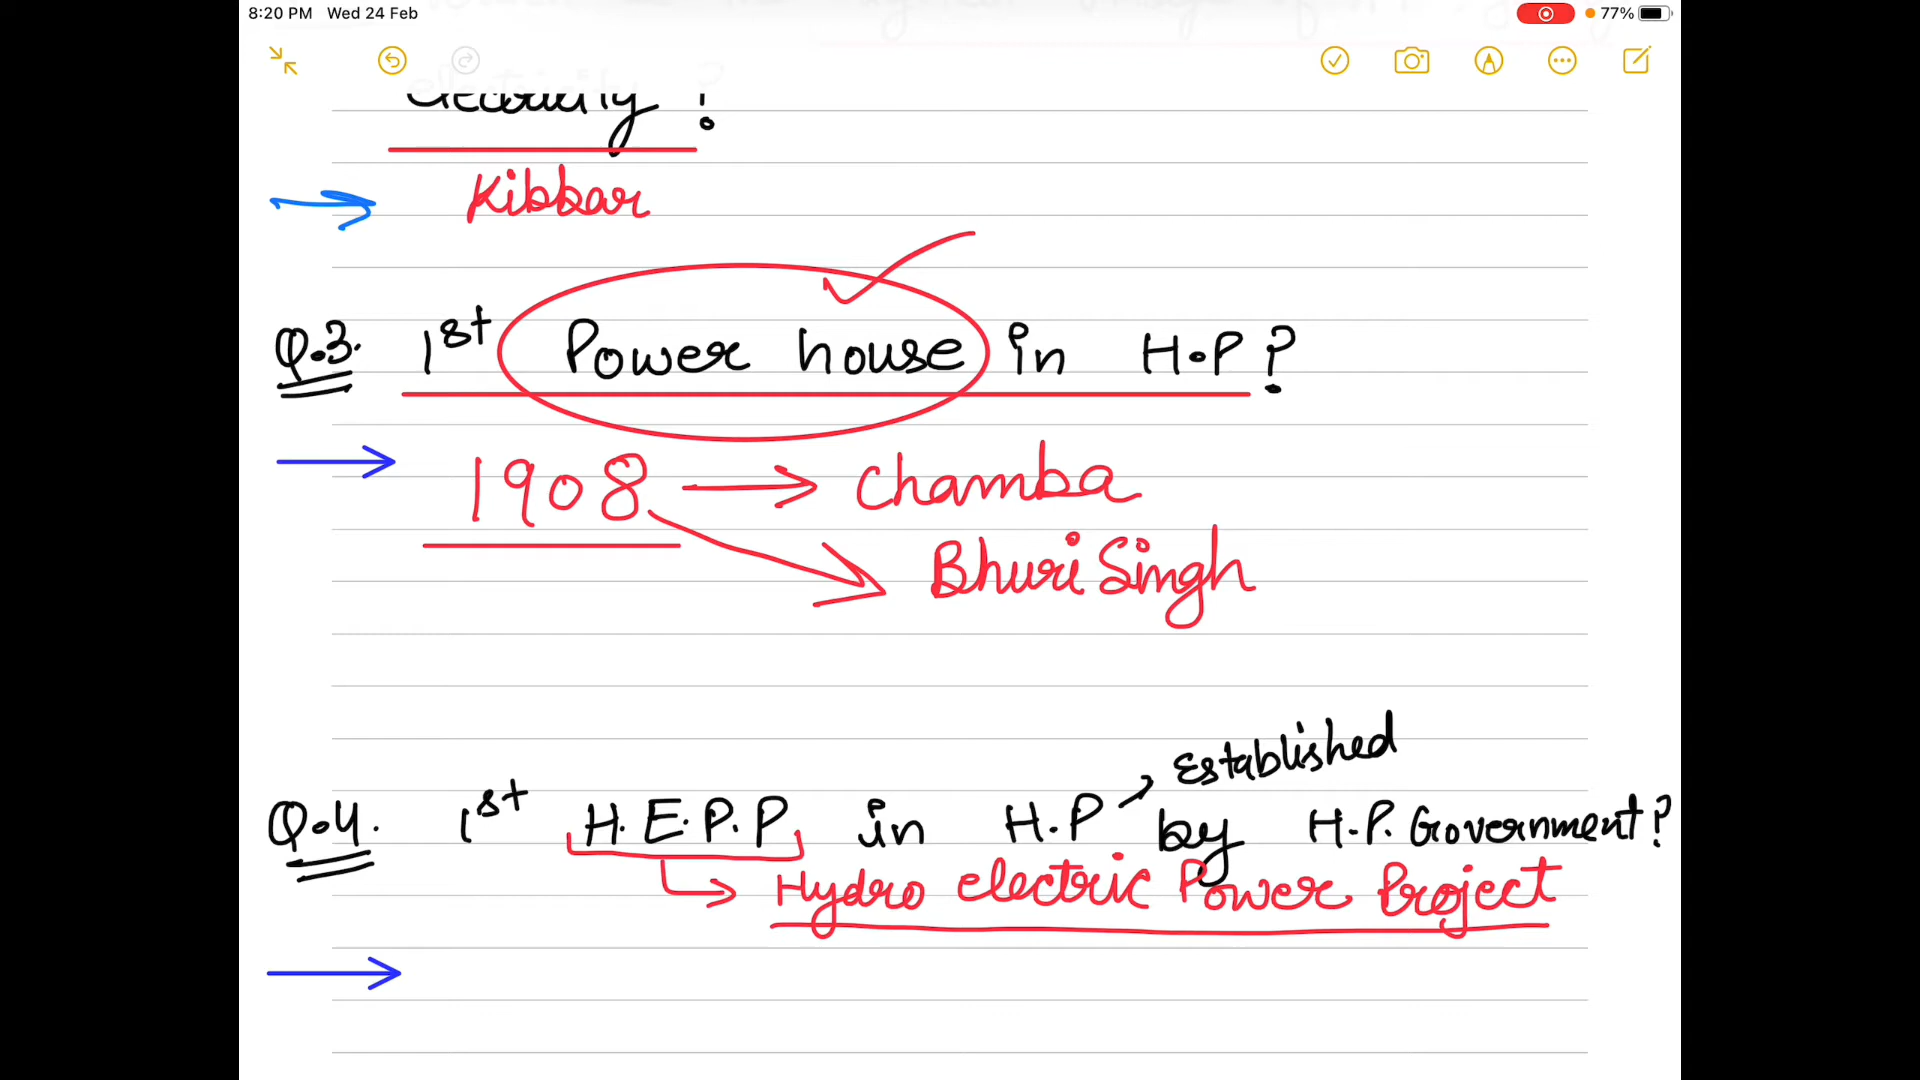 8:20 PM Wed 24 Feb 77%
electricity ?
Kibbar
Q.3. 1st Power house in H.P ?
1908 → Chamba
Bhuri Singh
Established
Q.4. 1st H.E.P.P in H.P by H.P. Government?
Hydro electric Power Project